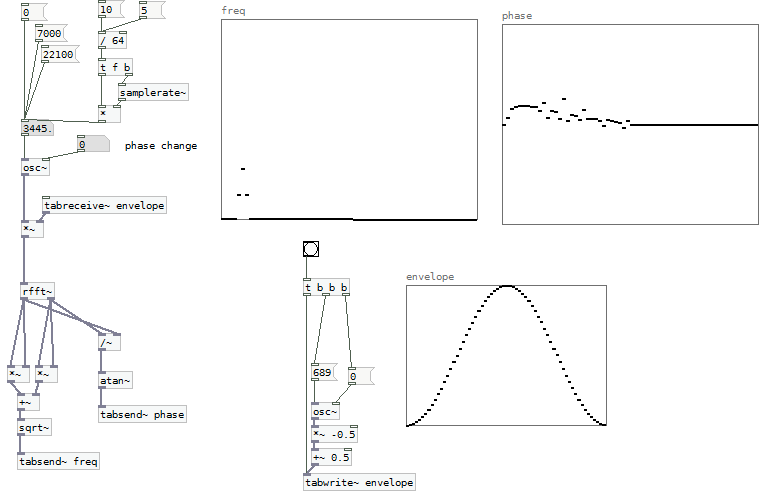 0
10
5
freq
phase
7000
22100
/ 64
t f b
samplerate~
*
3445.
0
phase change
osc~
tabreceive~ envelope
*~
envelope
rfft~
t b b b
/~
*~
*~
689
0
atan~
+~
tabsend~ phase
osc~
sqrt~
*~ -0.5
+~ 0.5
tabsend~ freq
tabwrite~ envelope